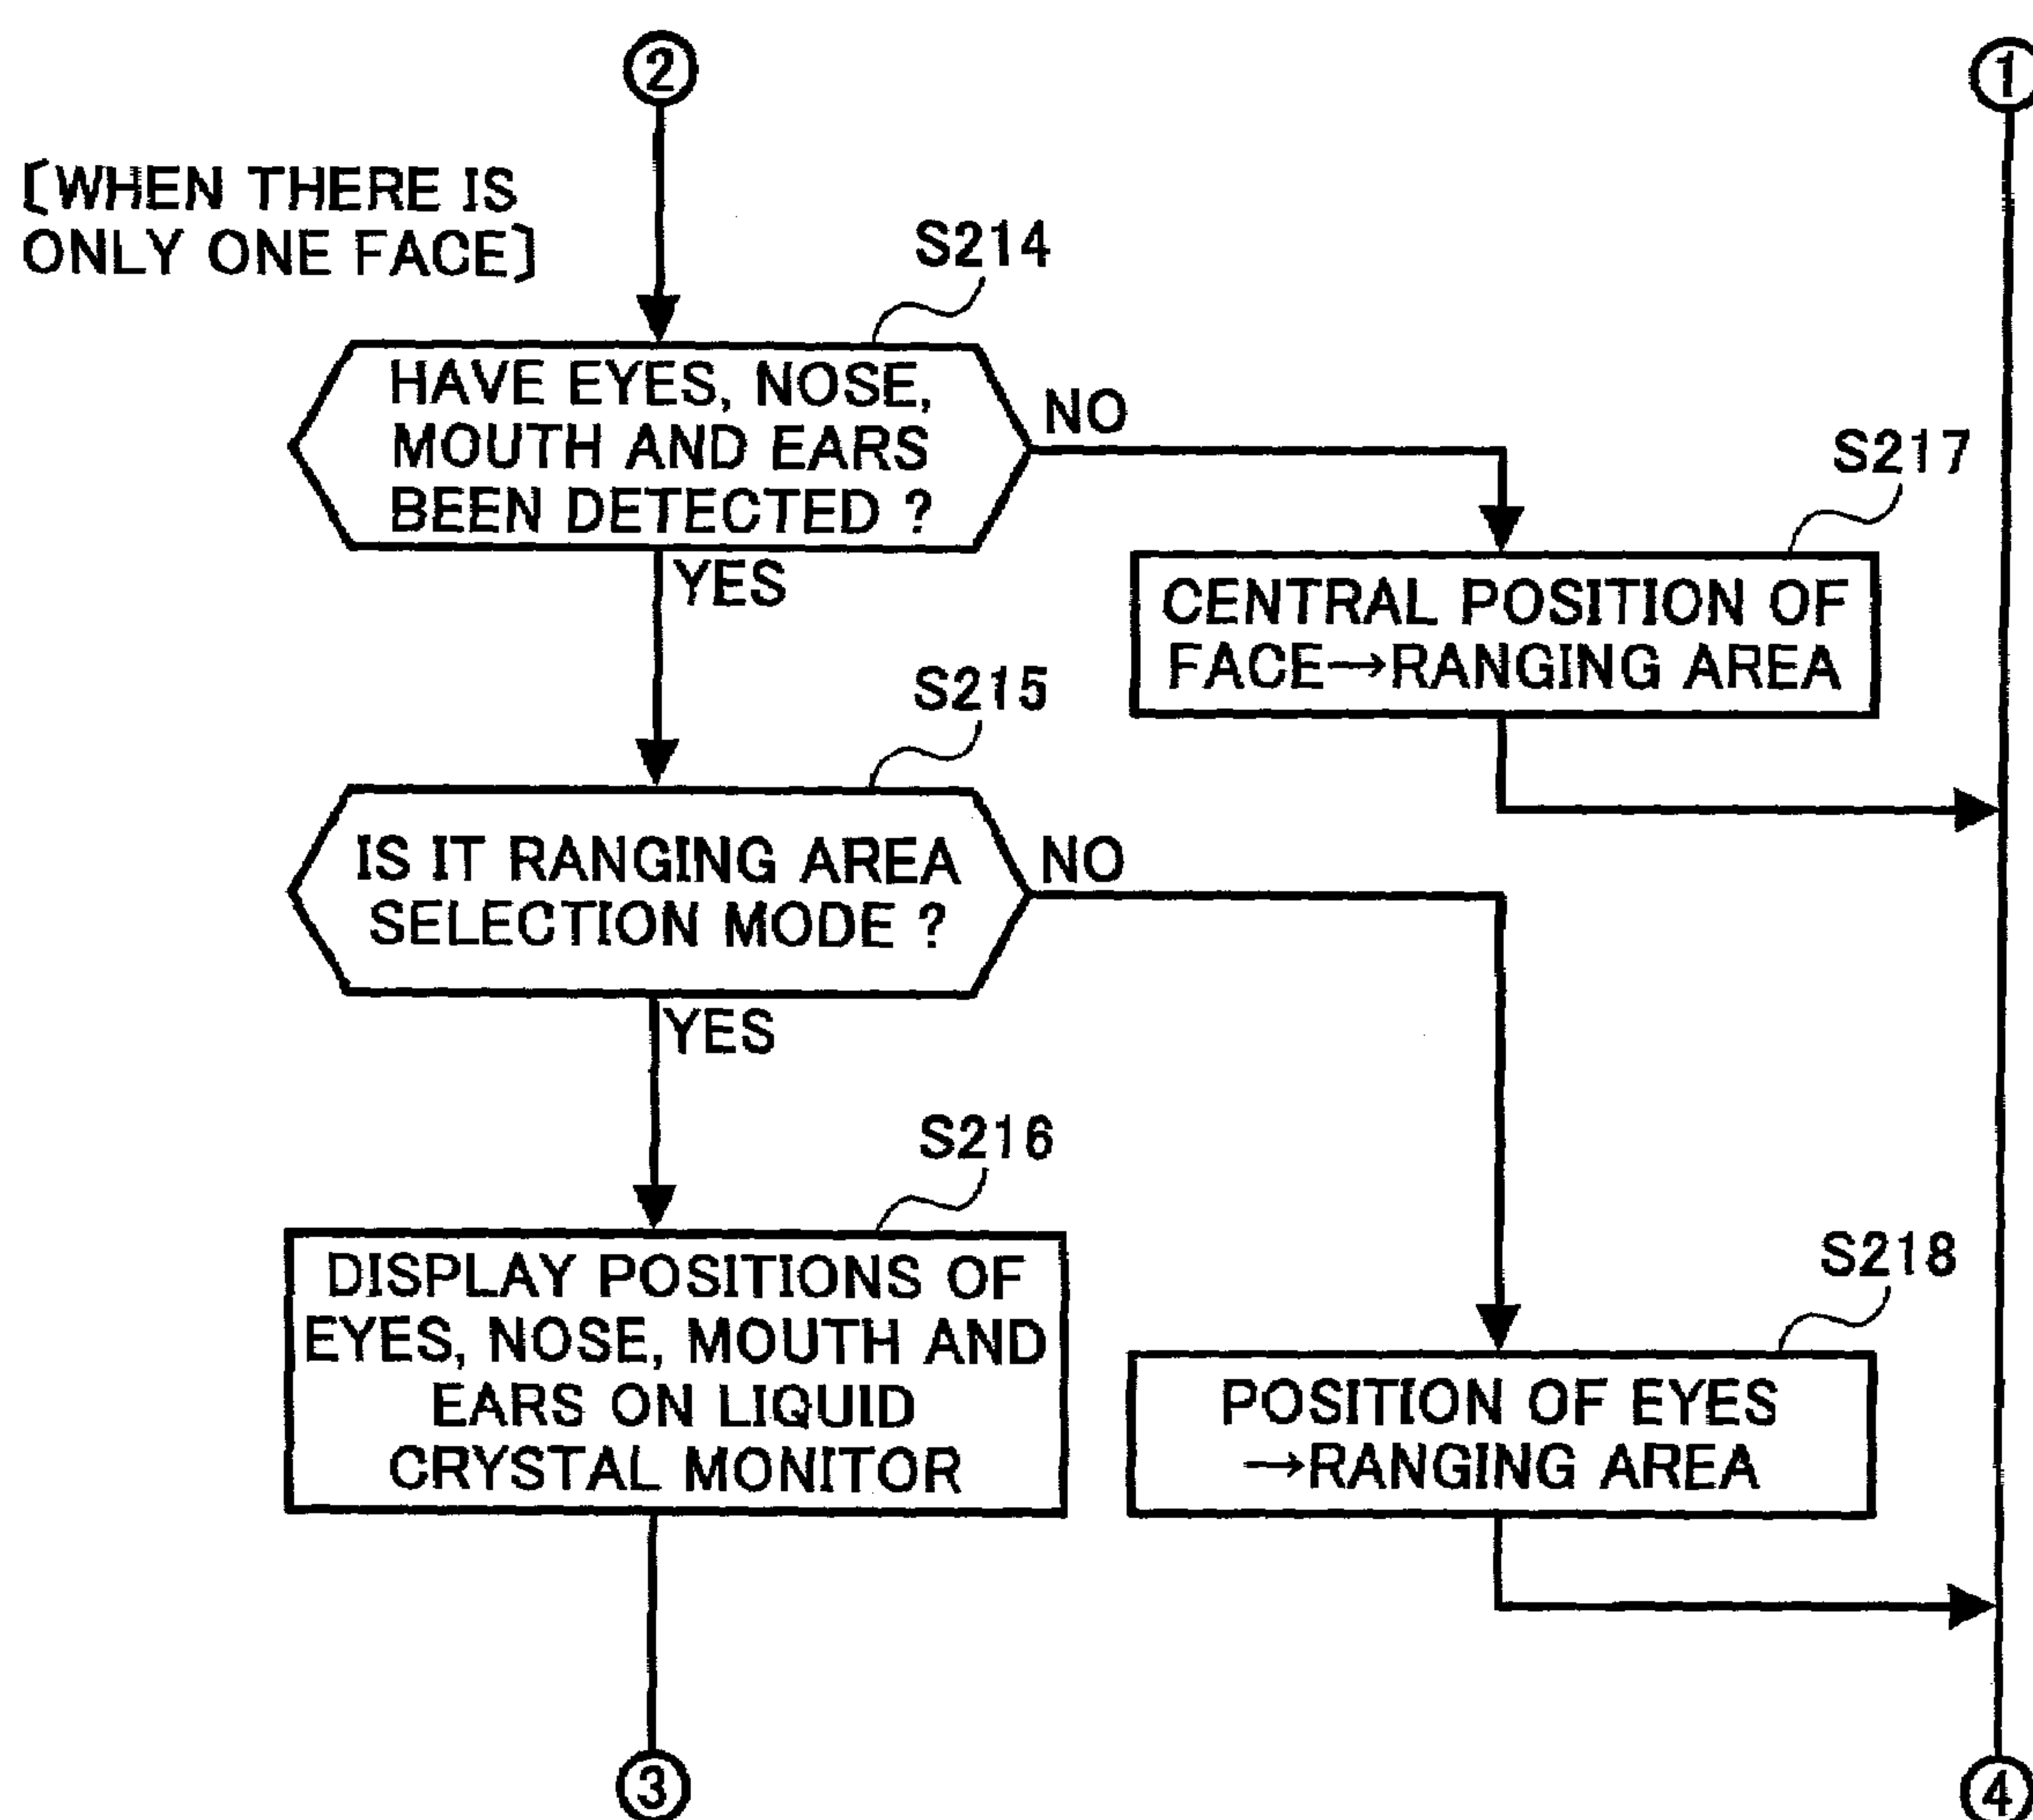 ②
①
[WHEN THERE IS
ONLY ONE FACE]
S214
HAVE EYES, NOSE,
MOUTH AND EARS
BEEN DETECTED ?
NO
YES
S217
CENTRAL POSITION OF
FACE→RANGING AREA
S215
IS IT RANGING AREA
SELECTION MODE ?
NO
YES
S216
DISPLAY POSITIONS OF
EYES, NOSE, MOUTH AND
EARS ON LIQUID
CRYSTAL MONITOR
S218
POSITION OF EYES
→RANGING AREA
③
④